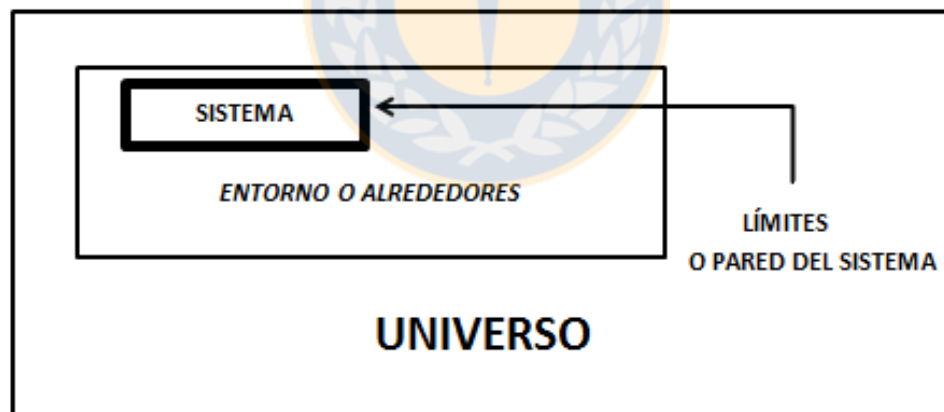 SISTEMA
ENTORNO O ALREDEDORES
LÍMITES
O PARED DEL SISTEMA
UNIVERSO